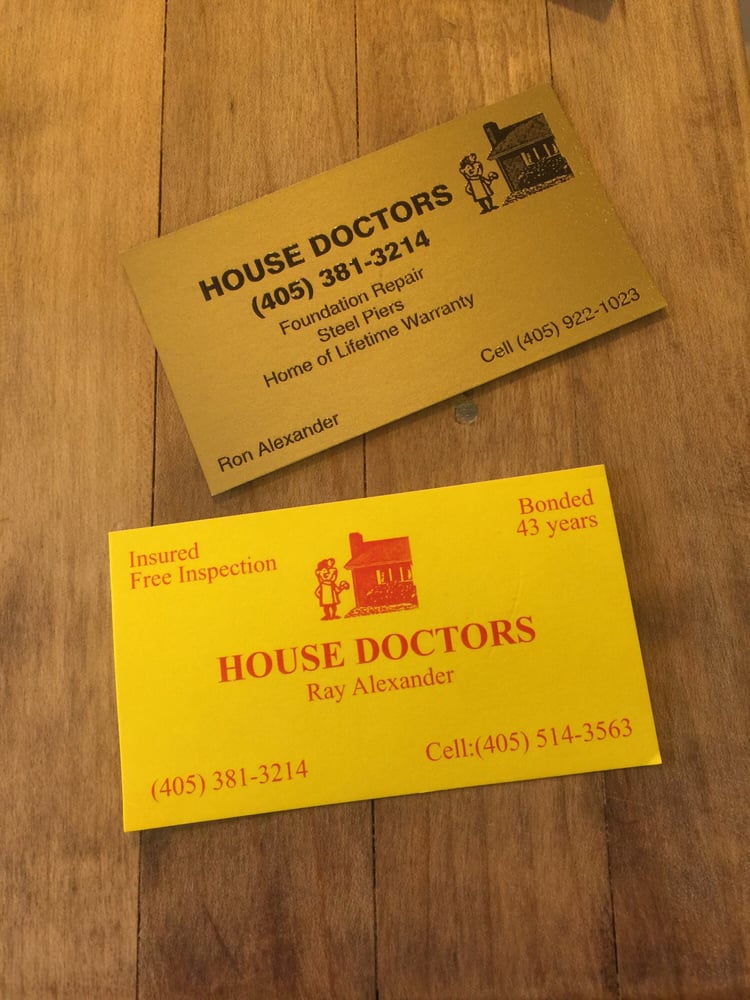 HOUSE DOCTORS
(405) 381-3214
Foundation Repair
Steel Piers
Home of Lifetime Warranty
Cell (405) 922-1023
Ron Alexander
Insured
Free Inspection
Bonded
43 years
HOUSE DOCTORS
Ray Alexander
(405) 381-3214
Cell:(405) 514-3563